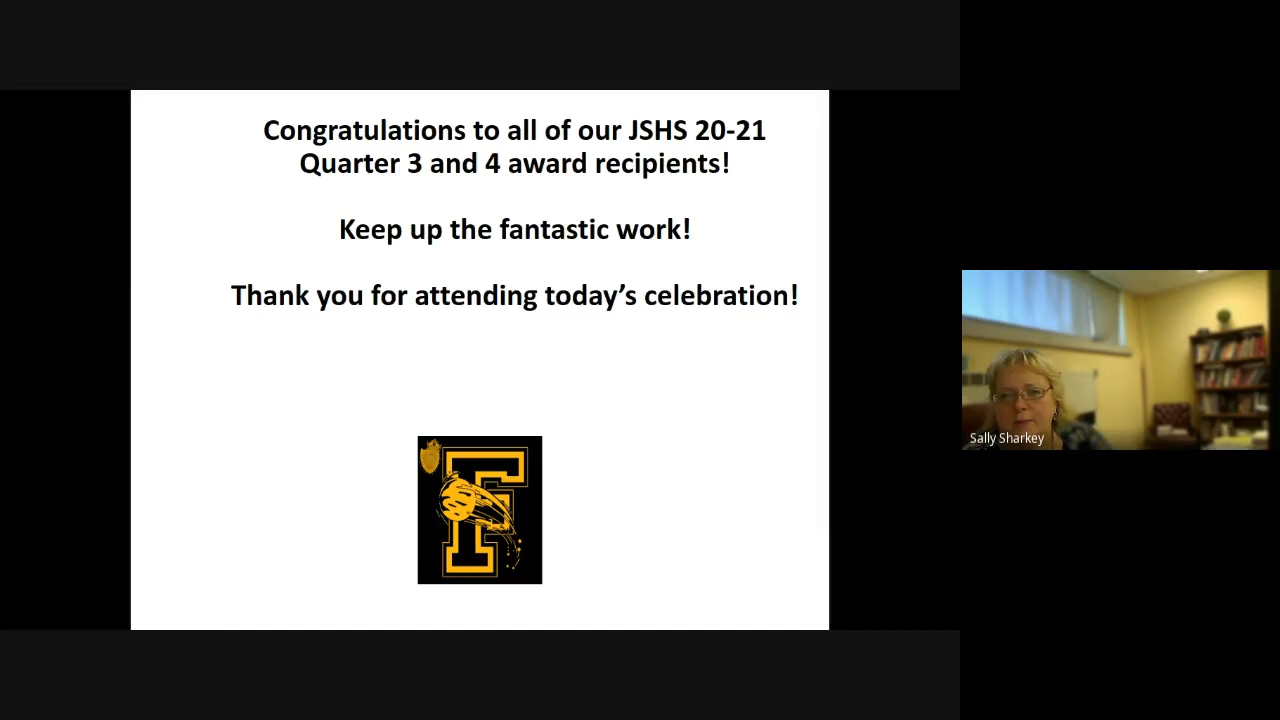 Congratulations to all of our JSHS 20-21
Quarter 3 and 4 award recipients!
Keep up the fantastic work!
Thank you for attending today’s celebration!
F
Sally Sharkey